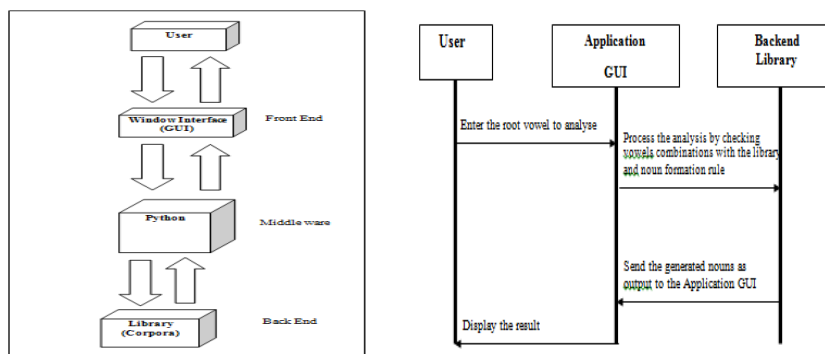 User
Window Interface
(GUI)
Front End
Python
Middle ware
Library
(Corpora)
Back End
User
Application
GUI
Backend
Library
Enter the root vowel to analyse
Process the analysis by checking
vowels combinations with the library
and noun formation rule
Send the generated nouns as
output to the Application GUI
Display the result